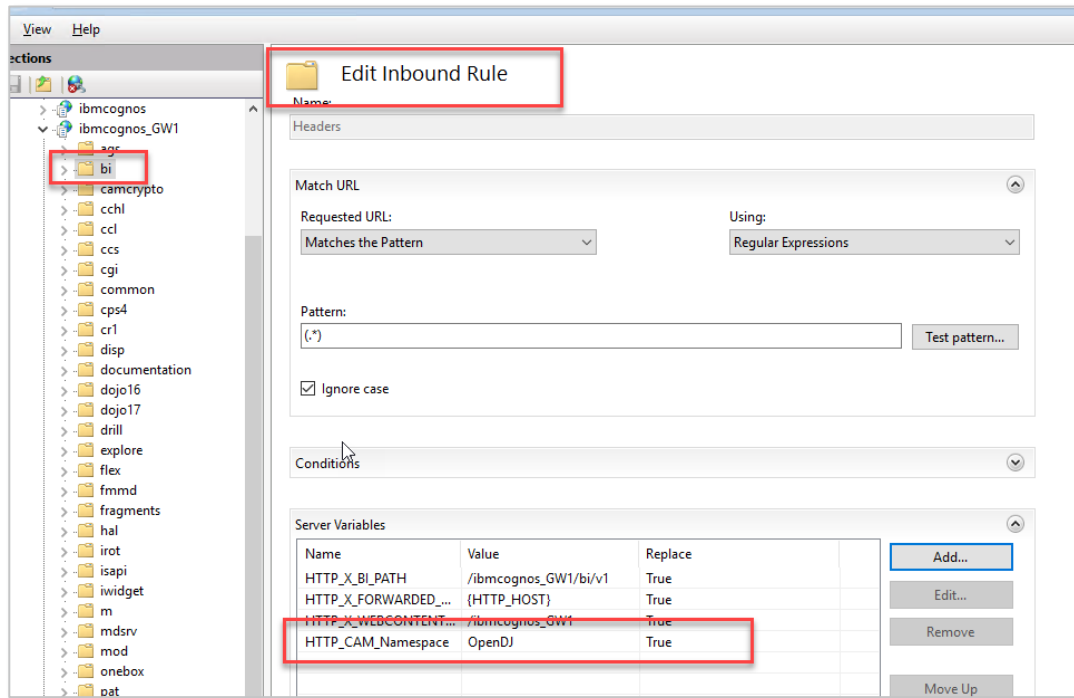 View Help
ections
ibmcognos
ibmcognos_GW1
ags
bi
camcrypto
cchl
ccl
ccs
cgi
common
cps4
cr1
disp
documentation
dojo16
dojo17
drill
explore
flex
fmmd
fragments
hal
irot
isapi
iwidget
m
mdsrv
mod
onebox
pat
Edit Inbound Rule
Name:
Headers
Match URL
Requested URL:
Using:
Matches the Pattern
Regular Expressions
Pattern:
(.*)
Test pattern...
Ignore case
Conditions
Server Variables
Name Value Replace
HTTP_X_BI_PATH /ibmcognos_GW1/bi/v1 True
HTTP_X_FORWARDED_... {HTTP_HOST} True
HTTP_X_WEBCONTENT... /ibmcognos_GW1 True
HTTP_CAM_Namespace OpenDJ True
Add...
Edit...
Remove
Move Up